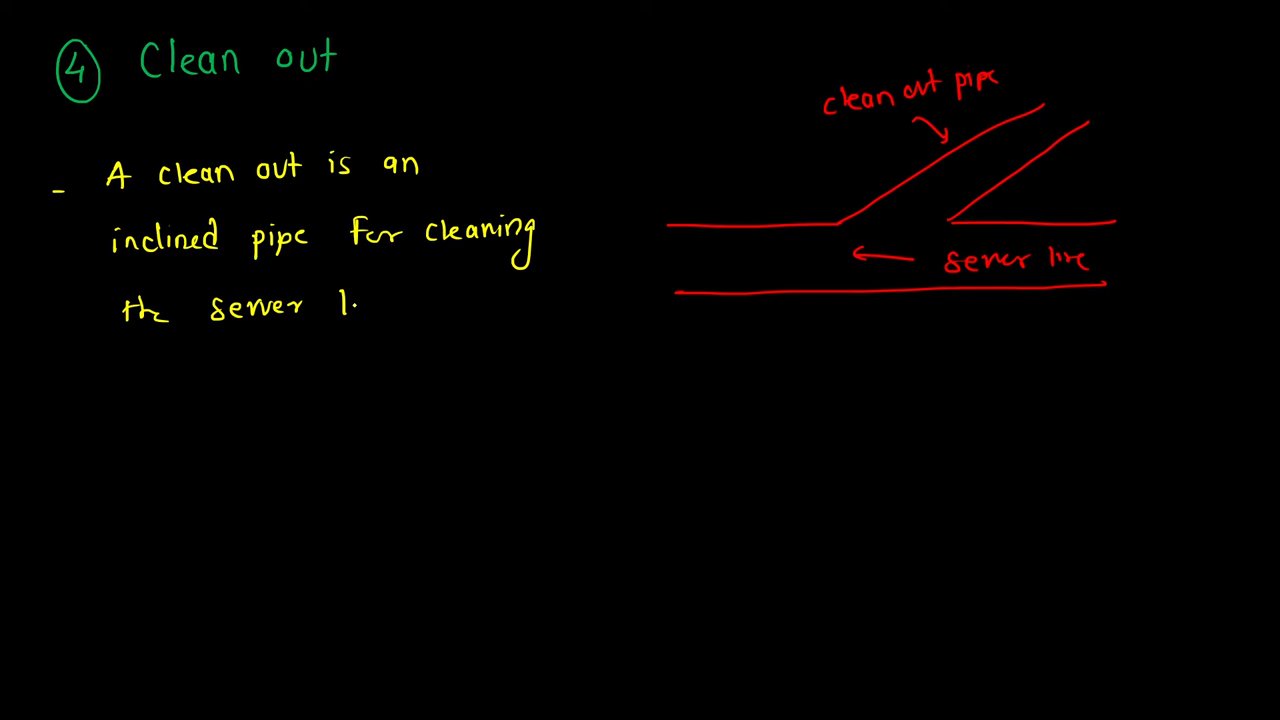 4 Clean out
- A clean out is an
inclined pipe for cleaning
the sewer l.
clean out pipe
← sewer line